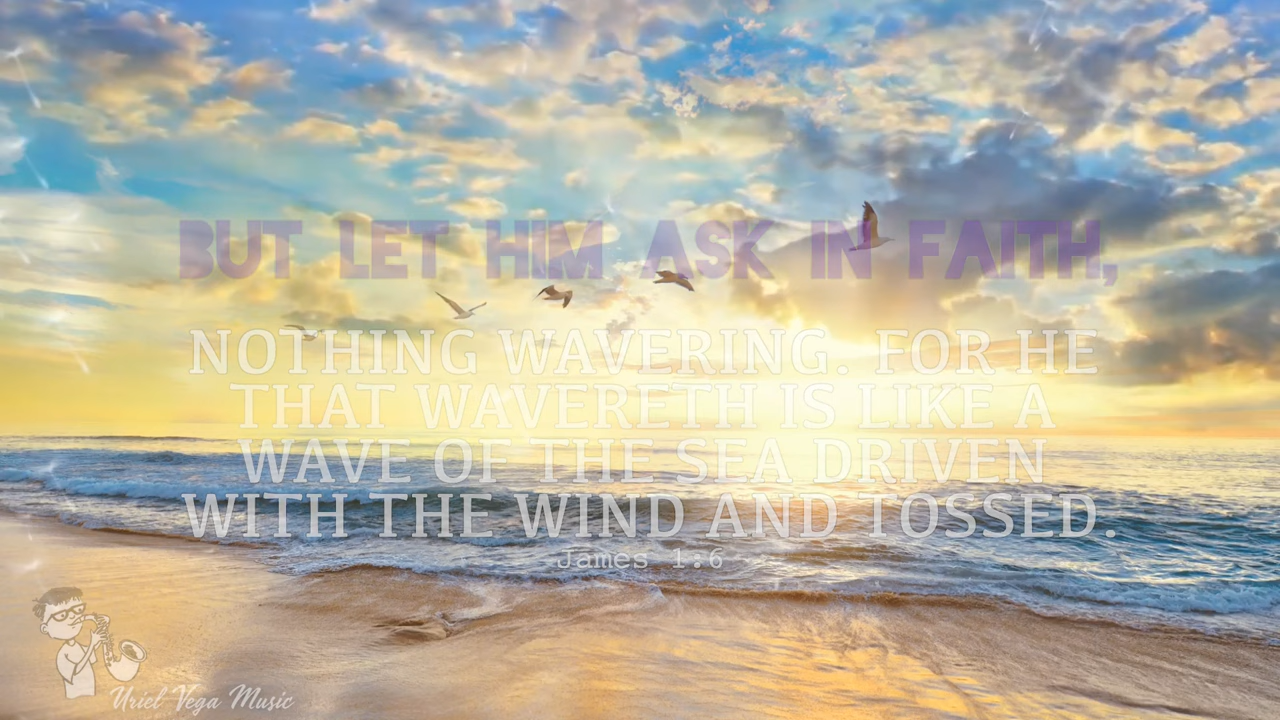 BUT LET HIM ASK IN FAITH,
NOTHING WAVERING. FOR HE
THAT WAVERETH IS LIKE A
WAVE OF THE SEA DRIVEN
WITH THE WIND AND TOSSED.
James 1:6
Uriel Vega Music